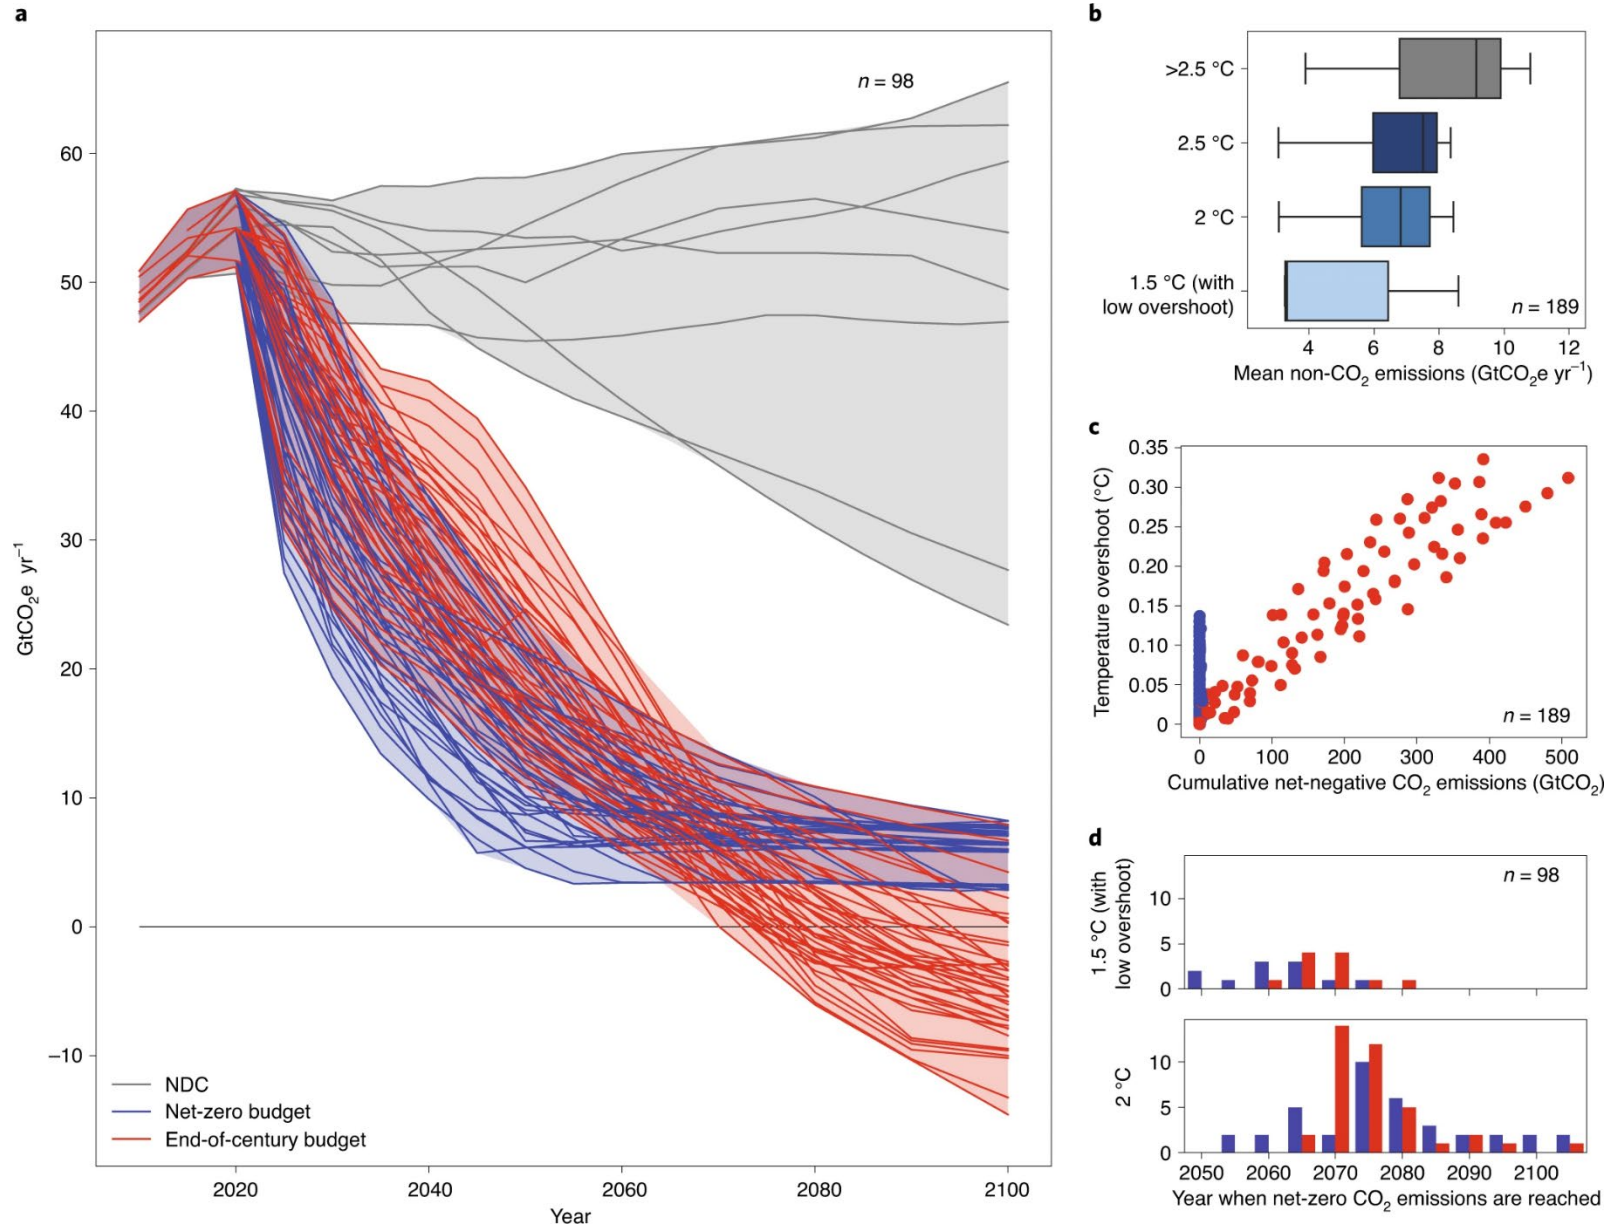 a
n = 98
60
50
40
30
20
10
0
−10
GtCO2e yr−1
NDC
Net-zero budget
End-of-century budget
2020 2040 2060 2080 2100
Year
b
>2.5 °C
2.5 °C
2 °C
1.5 °C (with
low overshoot)
n = 189
4 6 8 10 12
Mean non-CO2 emissions (GtCO2e yr−1)
c
0.35
0.30
0.25
0.20
0.15
0.10
0.05
0
Temperature overshoot (°C)
n = 189
0 100 200 300 400 500
Cumulative net-negative CO2 emissions (GtCO2)
d
1.5 °C (with
low overshoot)
10
5
0
n = 98
2 °C
10
5
0
2050 2060 2070 2080 2090 2100
Year when net-zero CO2 emissions are reached